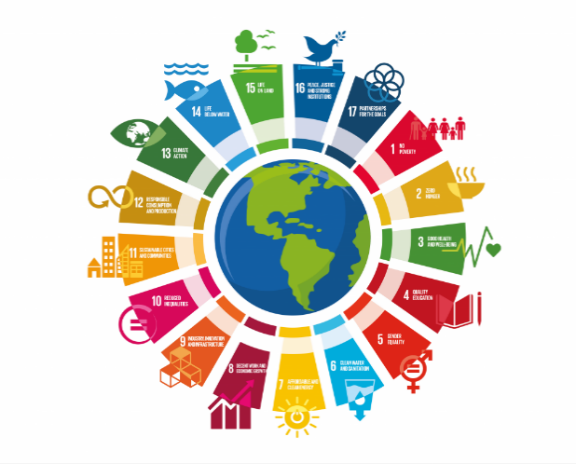 1 NO
POVERTY
2 ZERO
HUNGER
3 GOOD HEALTH
AND WELL-BEING
4 QUALITY
EDUCATION
5 GENDER
EQUALITY
6 CLEAN WATER
AND SANITATION
7 AFFORDABLE AND
CLEAN ENERGY
8 DECENT WORK AND
ECONOMIC GROWTH
9 INDUSTRY, INNOVATION
AND INFRASTRUCTURE
10 REDUCED
INEQUALITIES
11 SUSTAINABLE CITIES
AND COMMUNITIES
12 RESPONSIBLE
CONSUMPTION
AND PRODUCTION
13 CLIMATE
ACTION
14 LIFE
BELOW WATER
15 LIFE
ON LAND
16 PEACE, JUSTICE
AND STRONG
INSTITUTIONS
17 PARTNERSHIPS
FOR THE GOALS